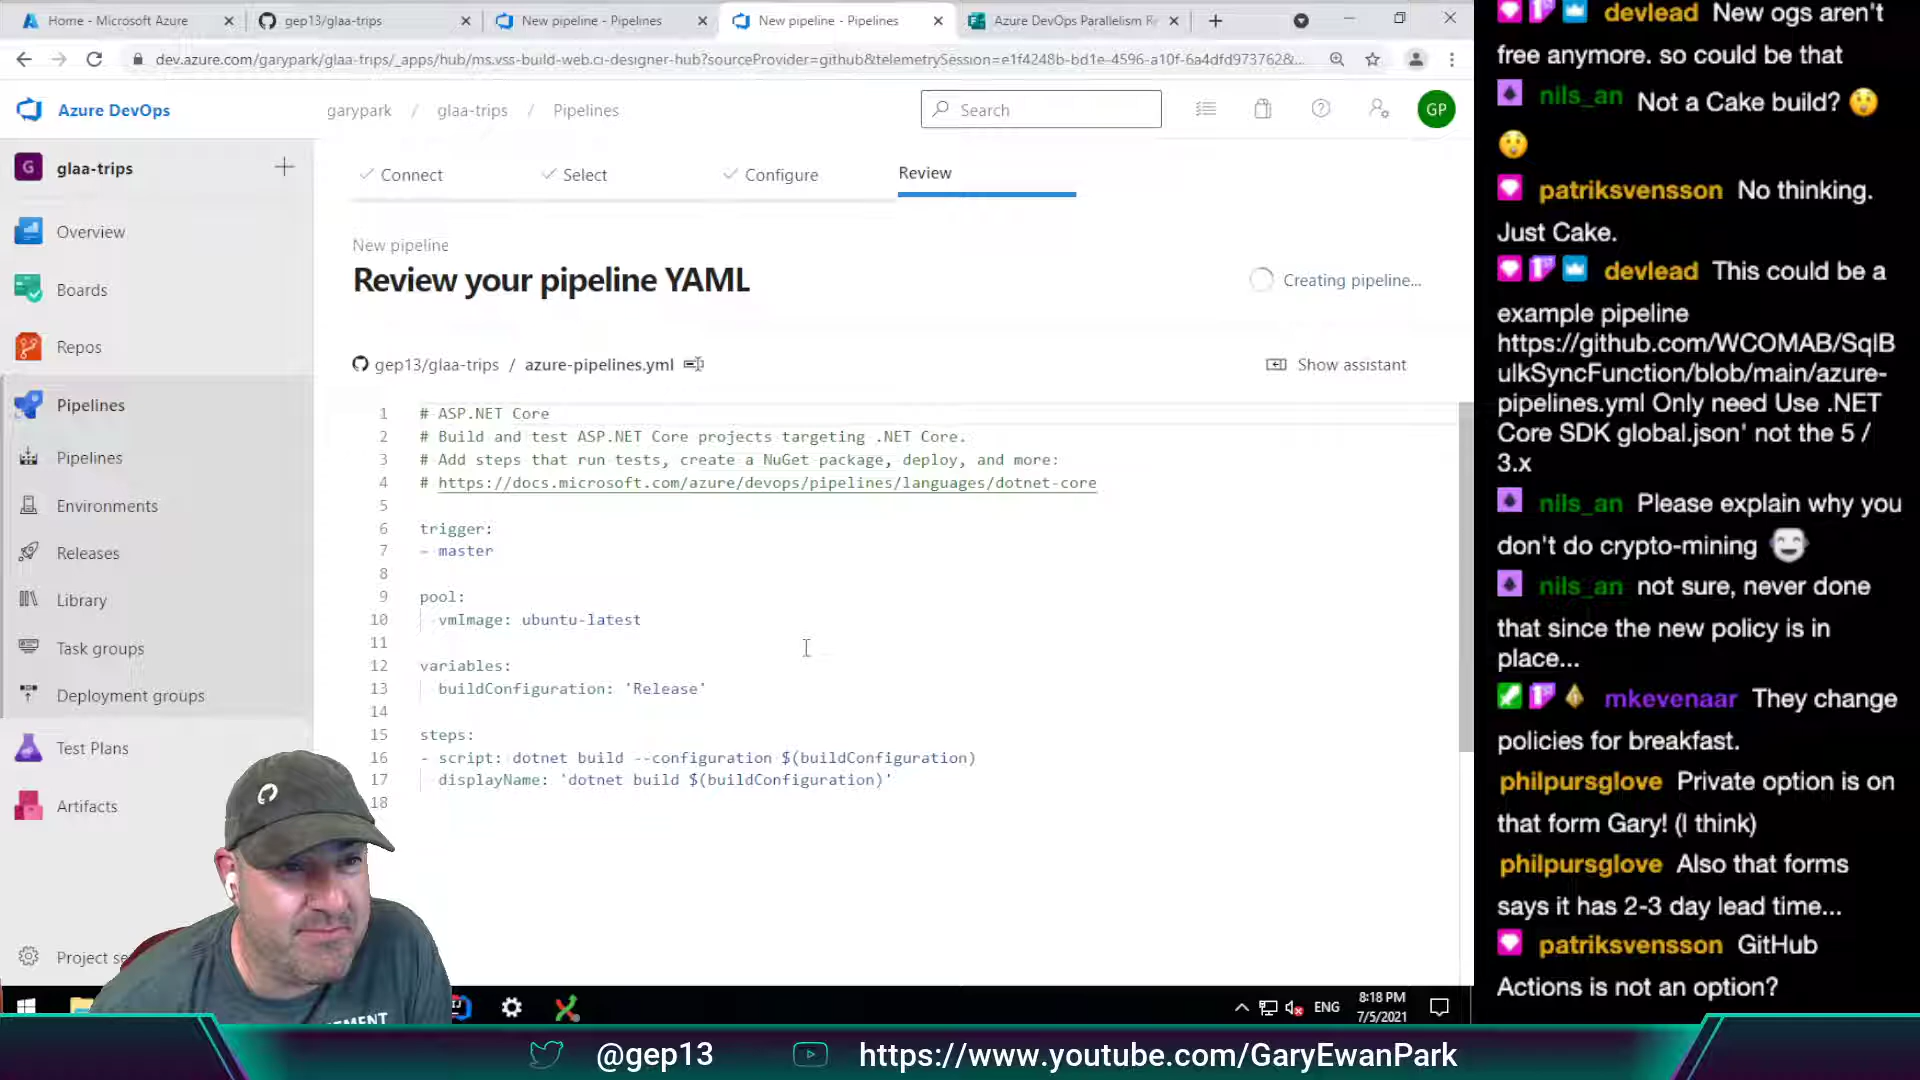 Home - Microsoft Azure
gep13/glaa-trips
New pipeline - Pipelines
New pipeline - Pipelines
Azure DevOps Parallelism Re
dev.azure.com/garypark/glaa-trips/_apps/hub/ms.vss-build-web.ci-designer-hub?sourceProvider=github&telemetrySession=e1f4248b-bd1e-4596-a10f-6a4dfd973762&...
Azure DevOps
garypark / glaa-trips / Pipelines
Search
GP
G glaa-trips
Overview
Boards
Repos
Pipelines
Pipelines
Environments
Releases
Library
Task groups
Deployment groups
Test Plans
Artifacts
Project se
Connect
Select
Configure
Review
New pipeline
Review your pipeline YAML
Creating pipeline...
gep13/glaa-trips / azure-pipelines.yml
Show assistant
1 # ASP.NET Core
2 # Build and test ASP.NET Core projects targeting .NET Core.
3 # Add steps that run tests, create a NuGet package, deploy, and more:
4 # https://docs.microsoft.com/azure/devops/pipelines/languages/dotnet-core
5
6 trigger:
7 - master
8
9 pool:
10 vmImage: ubuntu-latest
11
12 variables:
13 buildConfiguration: 'Release'
14
15 steps:
16 - script: dotnet build --configuration $(buildConfiguration)
17 displayName: 'dotnet build $(buildConfiguration)'
18
ENG
8:18 PM
7/5/2021
devlead New ogs aren't
free anymore. so could be that
nils_an Not a Cake build? 😲
😲
patriksvensson No thinking.
Just Cake.
devlead This could be a
example pipeline
https://github.com/WCOMAB/SqlB
ulkSyncFunction/blob/main/azure-
pipelines.yml Only need Use .NET
Core SDK global.json' not the 5 /
3.x
nils_an Please explain why you
don't do crypto-mining
nils_an not sure, never done
that since the new policy is in
place...
mkevenaar They change
policies for breakfast.
philpursglove Private option is on
that form Gary! (I think)
philpursglove Also that forms
says it has 2-3 day lead time...
patriksvensson GitHub
Actions is not an option?
@gep13
https://www.youtube.com/GaryEwanPark